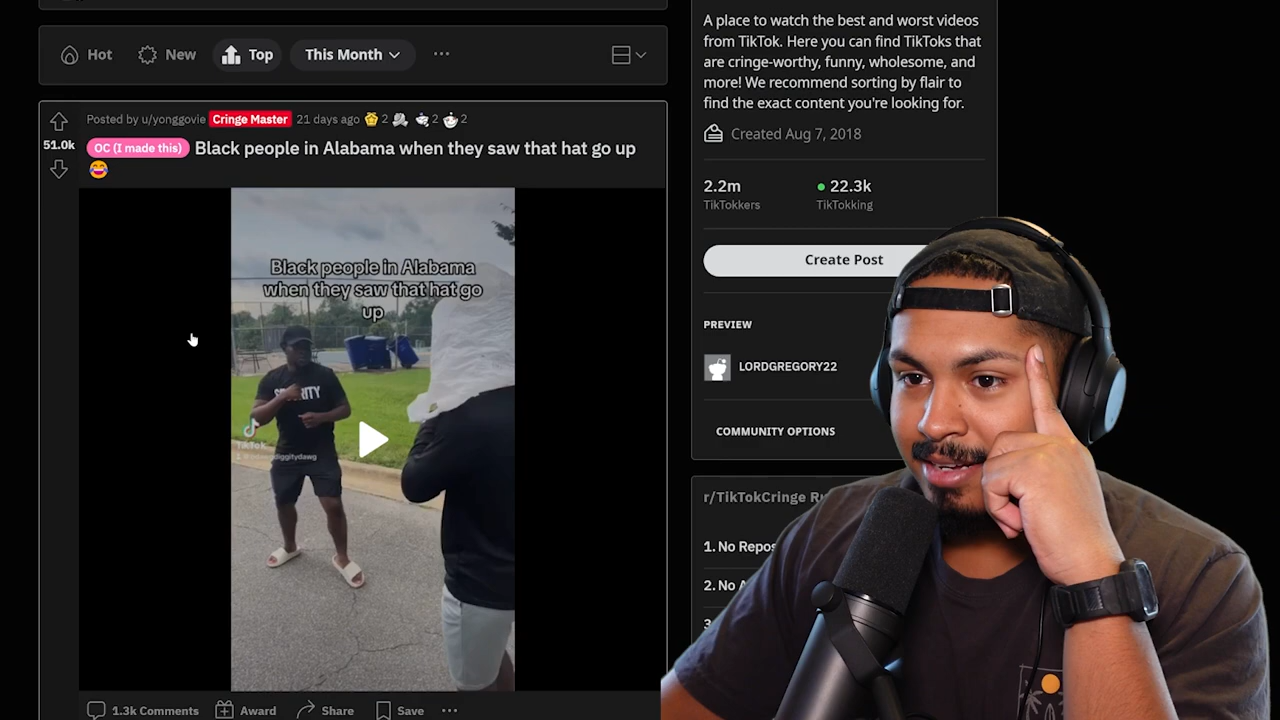 Hot
New
Top
This Month
Posted by u/yonggovie Cringe Master 21 days ago 2 2 2
51.0k
OC (I made this) Black people in Alabama when they saw that hat go up
😂
Black people in Alabama
when they saw that hat go
up
TikTok
1.3k Comments
Award
Share
Save
A place to watch the best and worst videos
from TikTok. Here you can find TikToks that
are cringe-worthy, funny, wholesome, and
more! We recommend sorting by flair to
find the exact content you're looking for.
Created Aug 7, 2018
2.2m 22.3k
TikTokkers TikTokking
Create Post
PREVIEW
LORDGREGORY22
COMMUNITY OPTIONS
r/TikTokCringe
1. No Repos
2. No
3.